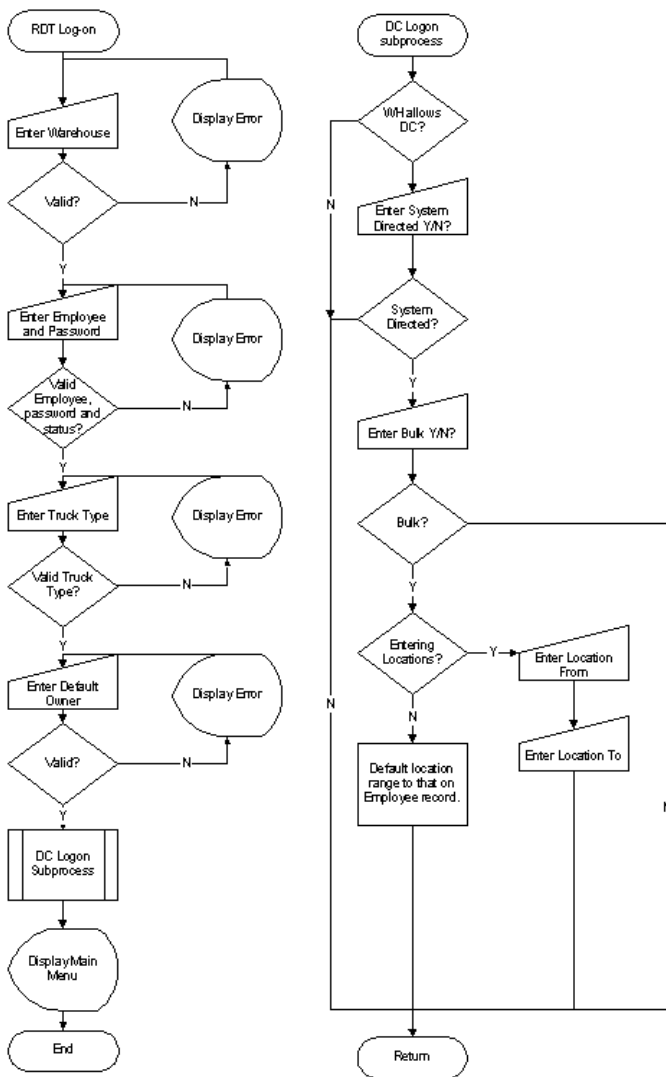 RDT Log-on
Enter Warehouse
Display Error
Valid?
N
Y
Enter Employee
and Password
Display Error
Valid
Employee,
password and
status?
N
Y
Enter Truck Type
Display Error
Valid Truck
Type?
N
Y
Enter Default
Owner
Display Error
Valid?
N
Y
DC Logon
Subprocess
Display Main
Menu
End
DC Logon
subprocess
WH allows
DC?
N
Y
Enter System
Directed Y/N?
System
Directed?
Y
Enter Bulk Y/N?
Bulk?
Y
Entering
Locations?
Y
Enter Location
From
N
N
Default location
range to that on
Employee record.
Enter Location To
N
Return